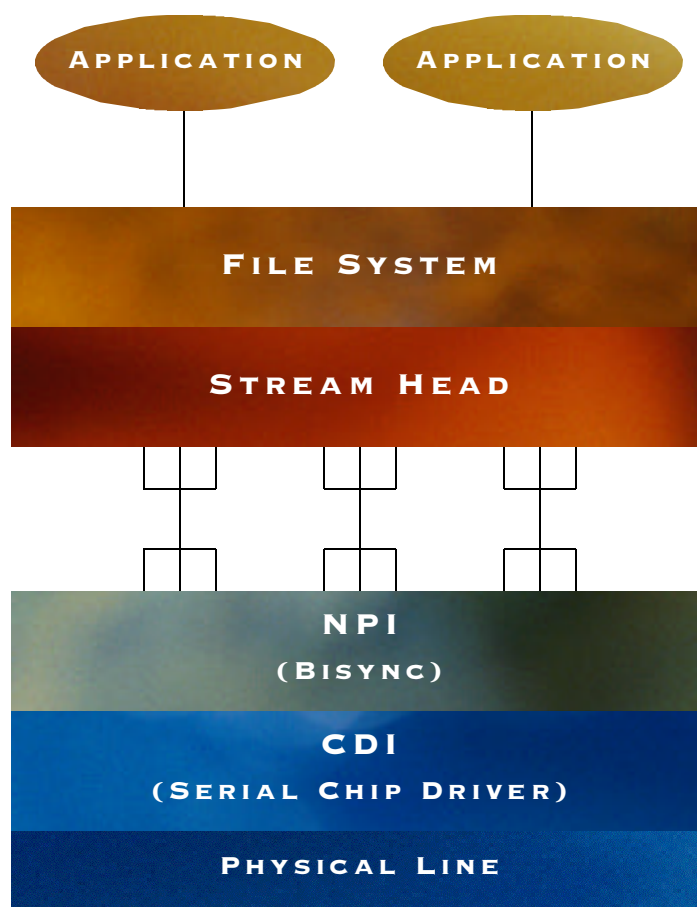 Application
Application
File System
Stream Head
NPI
(Bisync)
CDI
(Serial Chip Driver)
Physical Line